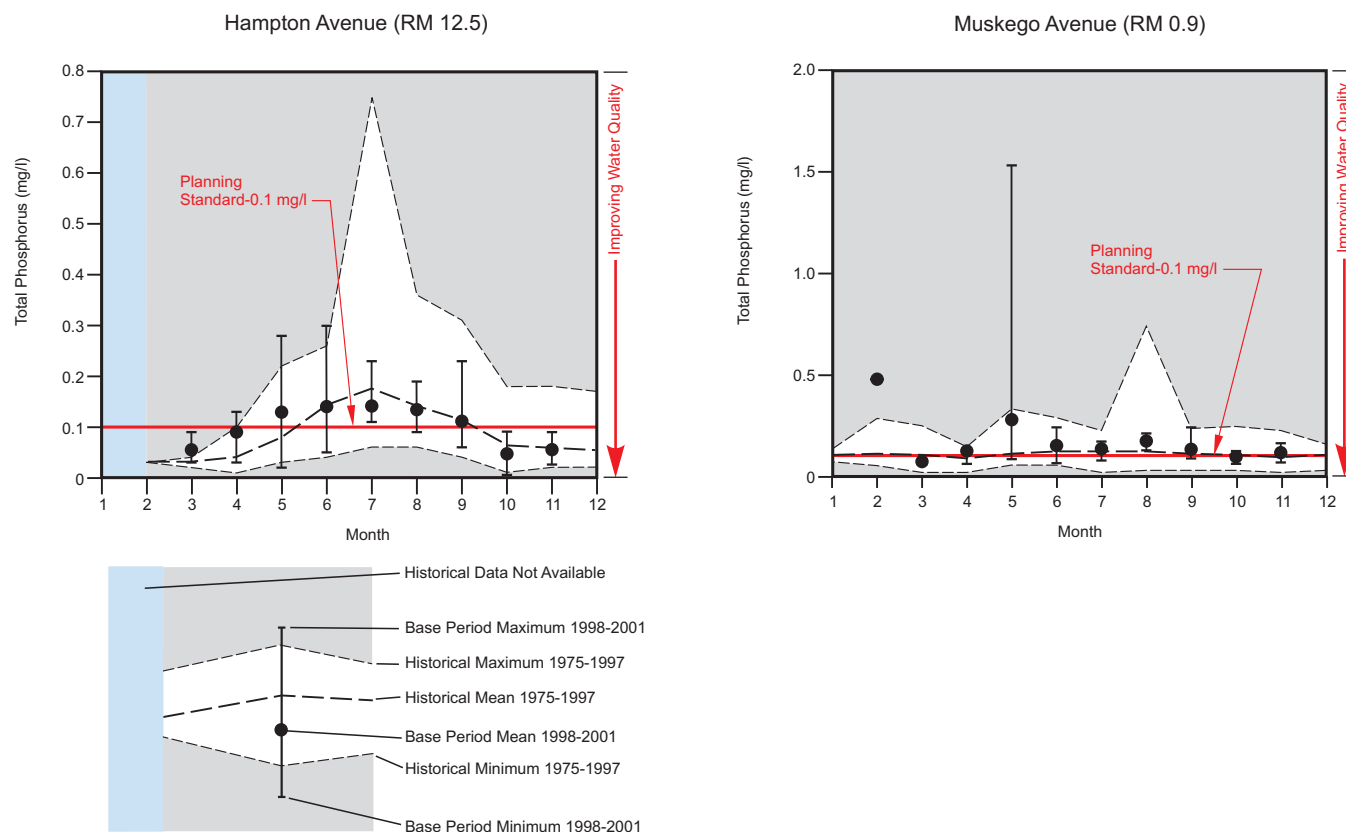 Hampton Avenue (RM 12.5)
Total Phosphorus (mg/l)
0.8
0.7
0.6
0.5
0.4
0.3
0.2
0.1
0
Planning
Standard-0.1 mg/l
Improving Water Quality
1 2 3 4 5 6 7 8 9 10 11 12
Month
Muskego Avenue (RM 0.9)
Total Phosphorus (mg/l)
2.0
1.5
1.0
0.5
0
Planning
Standard-0.1 mg/l
Improving Water Quality
1 2 3 4 5 6 7 8 9 10 11 12
Month
Historical Data Not Available
Base Period Maximum 1998-2001
Historical Maximum 1975-1997
Historical Mean 1975-1997
Base Period Mean 1998-2001
Historical Minimum 1975-1997
Base Period Minimum 1998-2001